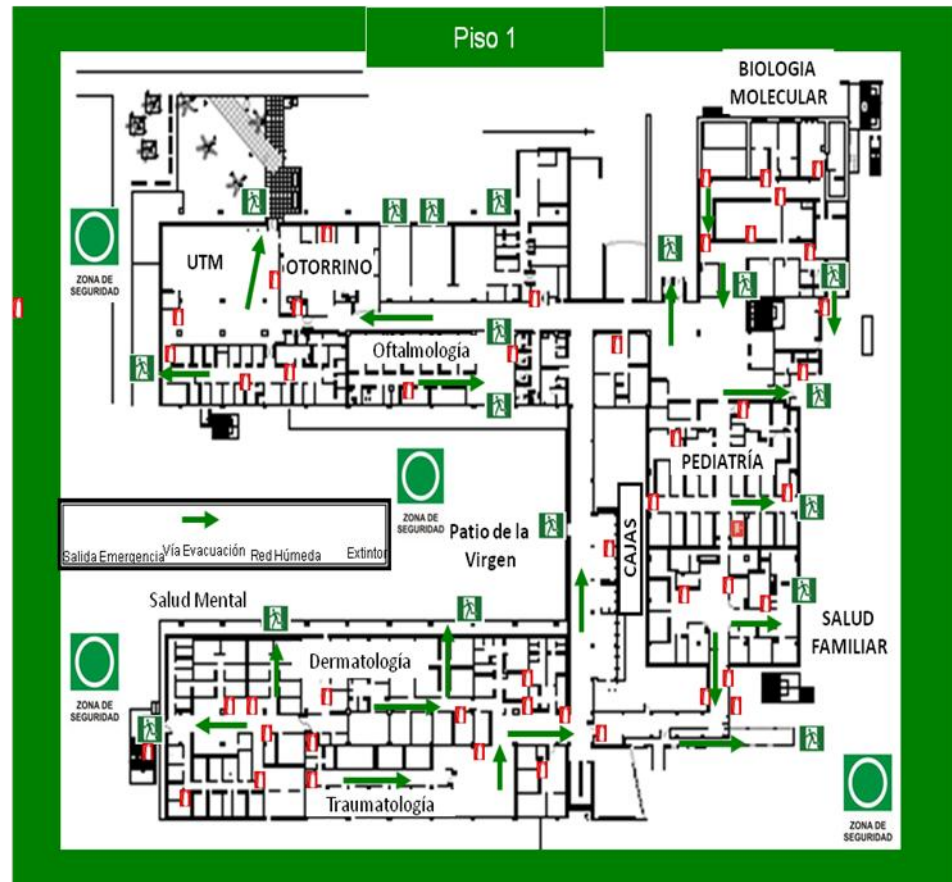 Piso 1
BIOLOGIA
MOLECULAR
ZONA DE
SEGURIDAD
UTM
OTORRINO
Oftalmología
PEDIATRÍA
ZONA DE
SEGURIDAD
Patio de la
Virgen
CAJAS
Salida Emergencia
Vía Evacuación
Red Húmeda
Extintor
Salud Mental
SALUD
FAMILIAR
Dermatología
ZONA DE
SEGURIDAD
Traumatología
ZONA DE
SEGURIDAD